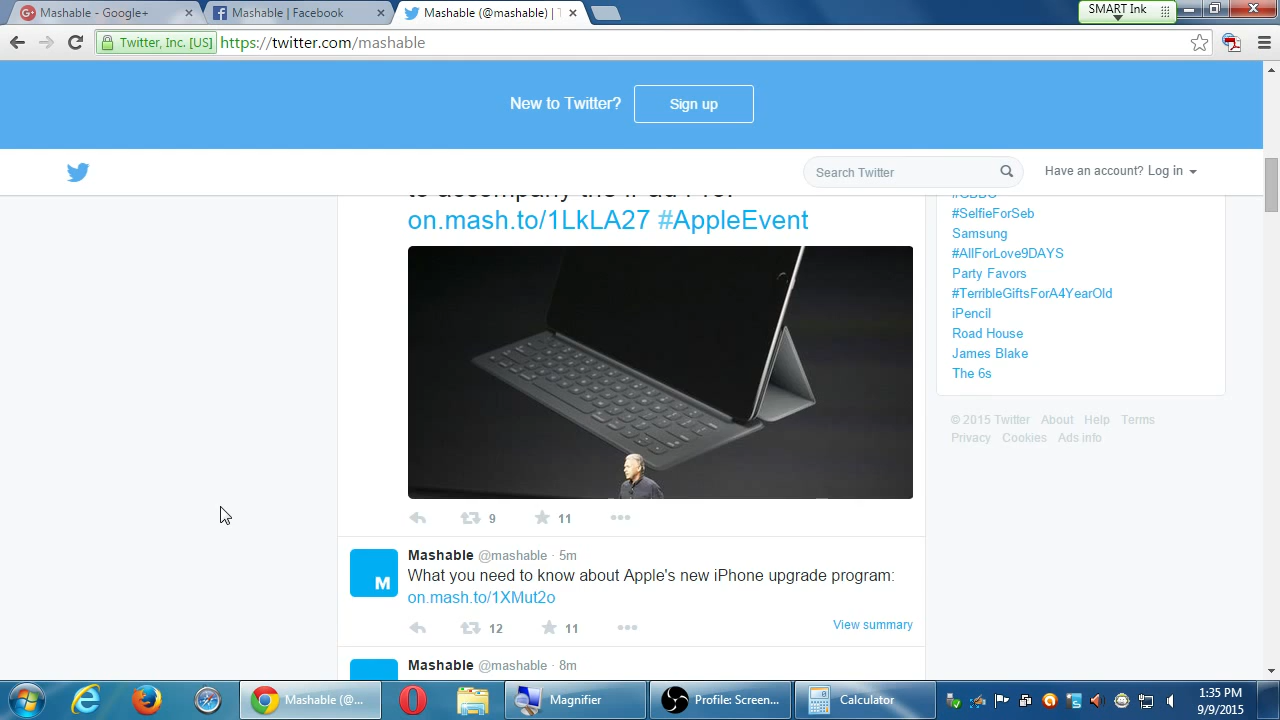 Mashable - Google+
Mashable | Facebook
Mashable (@mashable) | T
SMART Ink
Twitter, Inc. [US]
https://twitter.com/mashable
New to Twitter?
Sign up
Search Twitter
Have an account? Log in
on.mash.to/1LkLA27 #AppleEvent
#SelfieForSeb
Samsung
#AllForLove9DAYS
Party Favors
#TerribleGiftsForA4YearOld
iPencil
Road House
James Blake
The 6s
© 2015 Twitter About Help Terms
Privacy Cookies Ads info
9
11
Mashable @mashable · 5m
What you need to know about Apple's new iPhone upgrade program:
on.mash.to/1XMut2o
12
11
View summary
M
Mashable @mashable · 8m
Mashable (@...
Magnifier
Profile: Screen...
Calculator
1:35 PM
9/9/2015